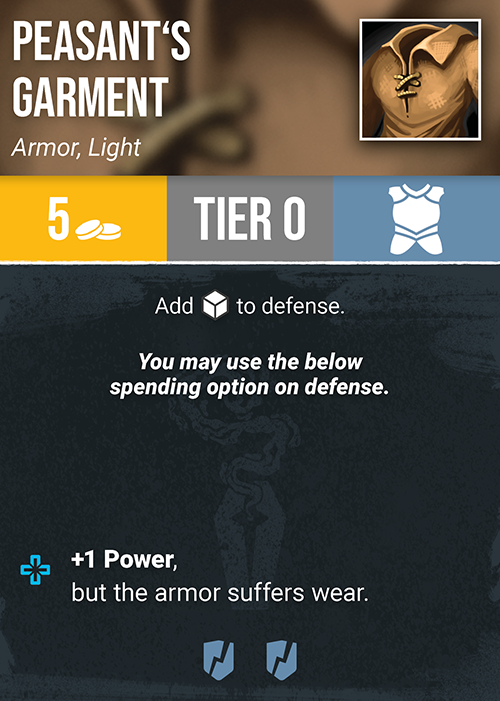 PEASANT‘S
GARMENT
Armor, Light
5
TIER 0
Add to defense.
You may use the below
spending option on defense.
+1 Power,
but the armor suffers wear.